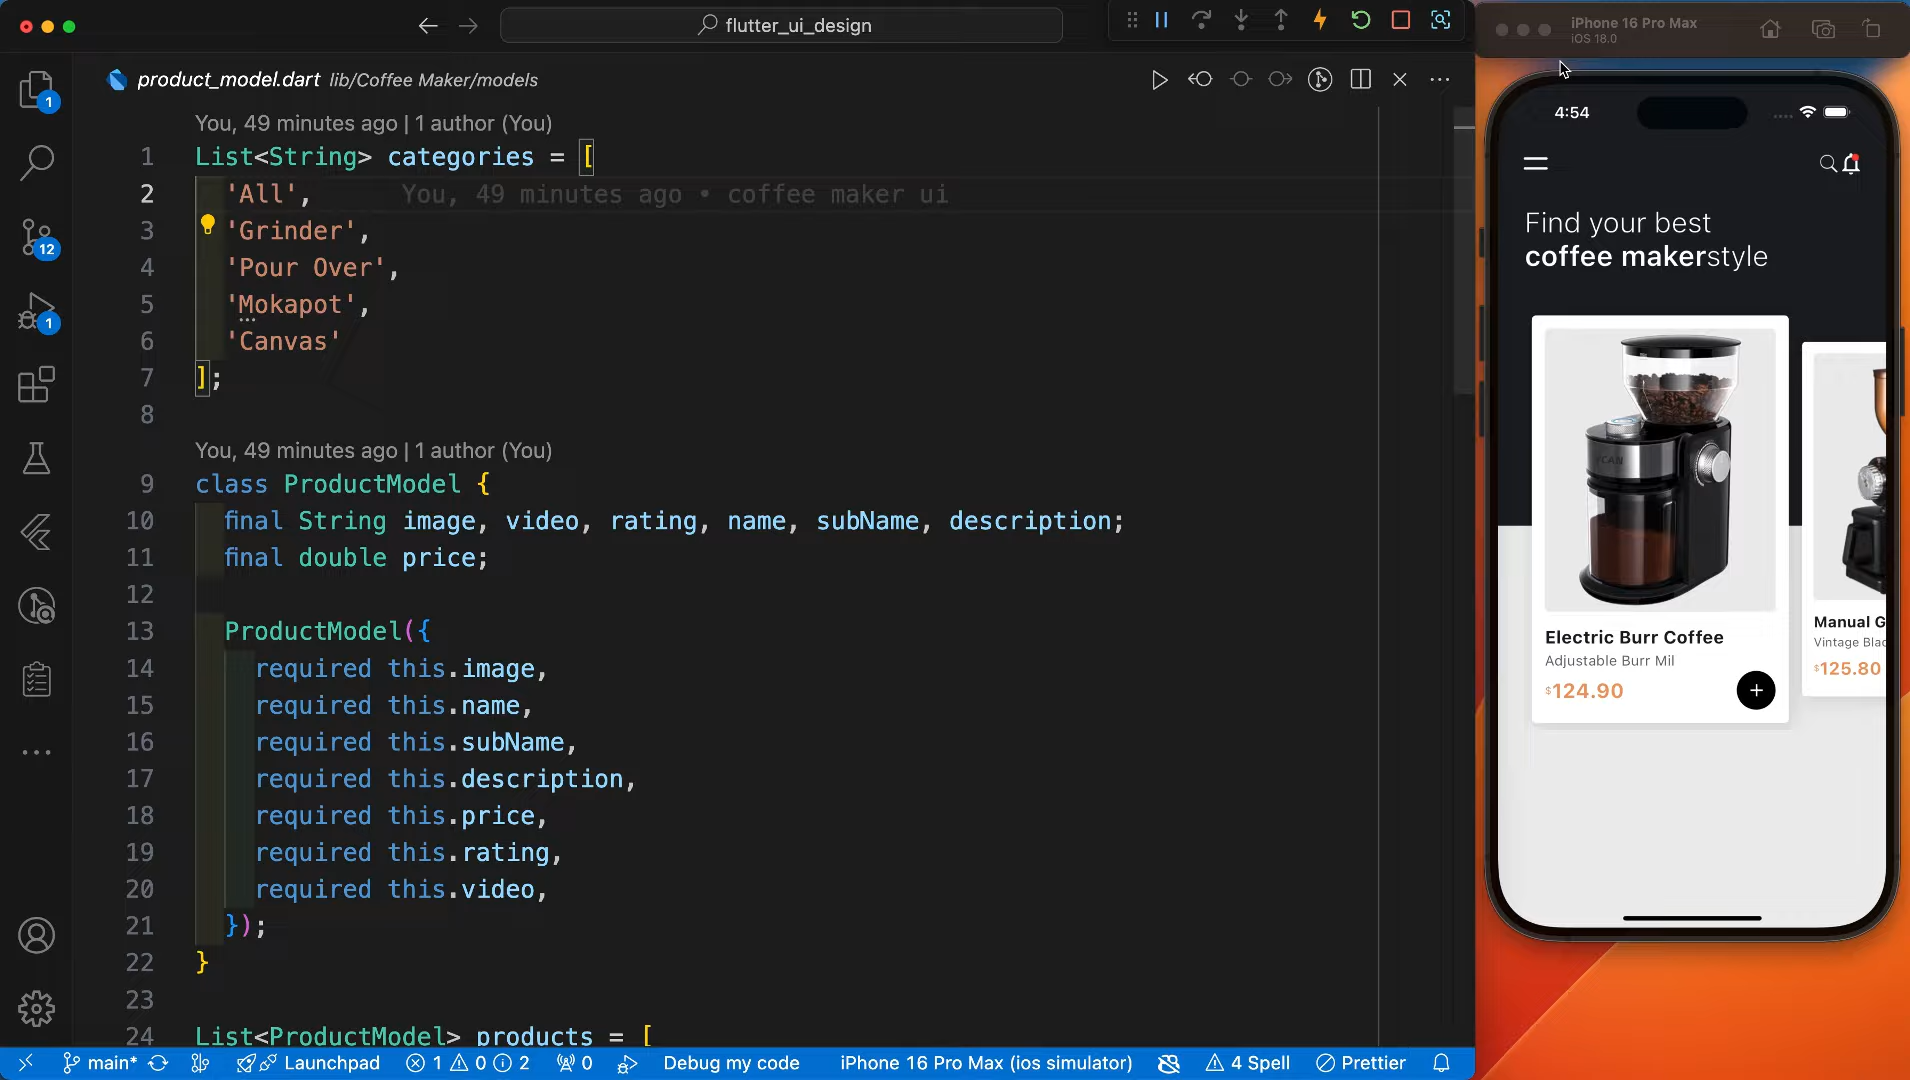 flutter_ui_design
product_model.dart lib/Coffee Maker/models
You, 49 minutes ago | 1 author (You)
1 List<String> categories = [
2 'All', You, 49 minutes ago • coffee maker ui
3 'Grinder',
4 'Pour Over',
5 'Mokapot',
6 'Canvas'
7 ];
8
You, 49 minutes ago | 1 author (You)
9 class ProductModel {
10 final String image, video, rating, name, subName, description;
11 final double price;
12
13 ProductModel({
14 required this.image,
15 required this.name,
16 required this.subName,
17 required this.description,
18 required this.price,
19 required this.rating,
20 required this.video,
21 });
22 }
23
24 List<ProductModel> products = [
1
12
1
main* Launchpad 1 0 2 0 Debug my code iPhone 16 Pro Max (ios simulator) 4 Spell Prettier
iPhone 16 Pro Max
iOS 18.0
4:54
Find your best
coffee makerstyle
Electric Burr Coffee
Adjustable Burr Mil
$124.90
+
Manual G
Vintage Blac
$125.80